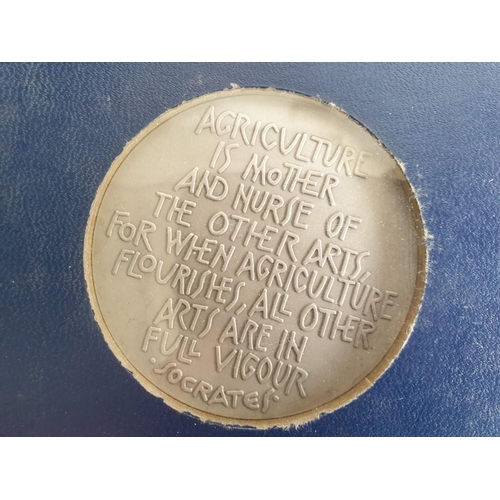 AGRICULTURE
IS MOTHER
AND NURSE OF
THE OTHER ARTS,
FOR WHEN AGRICULTURE
FLOURISHES, ALL OTHER
ARTS ARE IN
FULL VIGOUR
·SOCRATES·